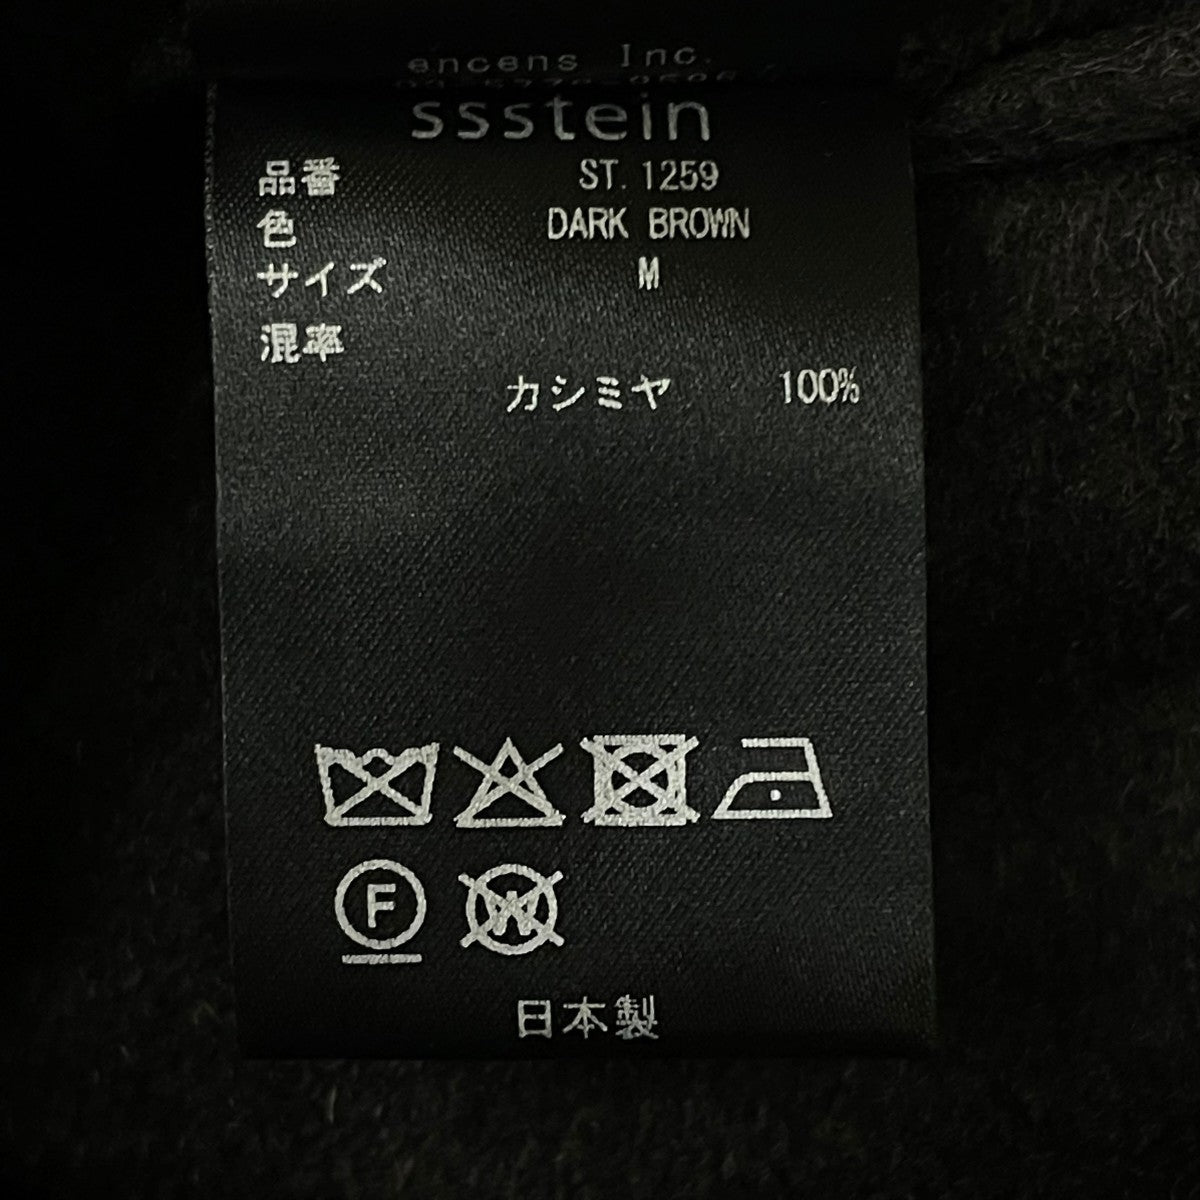 encens Inc.
ssstein
品番 ST.1259
色 DARK BROWN
サイズ M
混率
カシミヤ 100%
F W
日本製